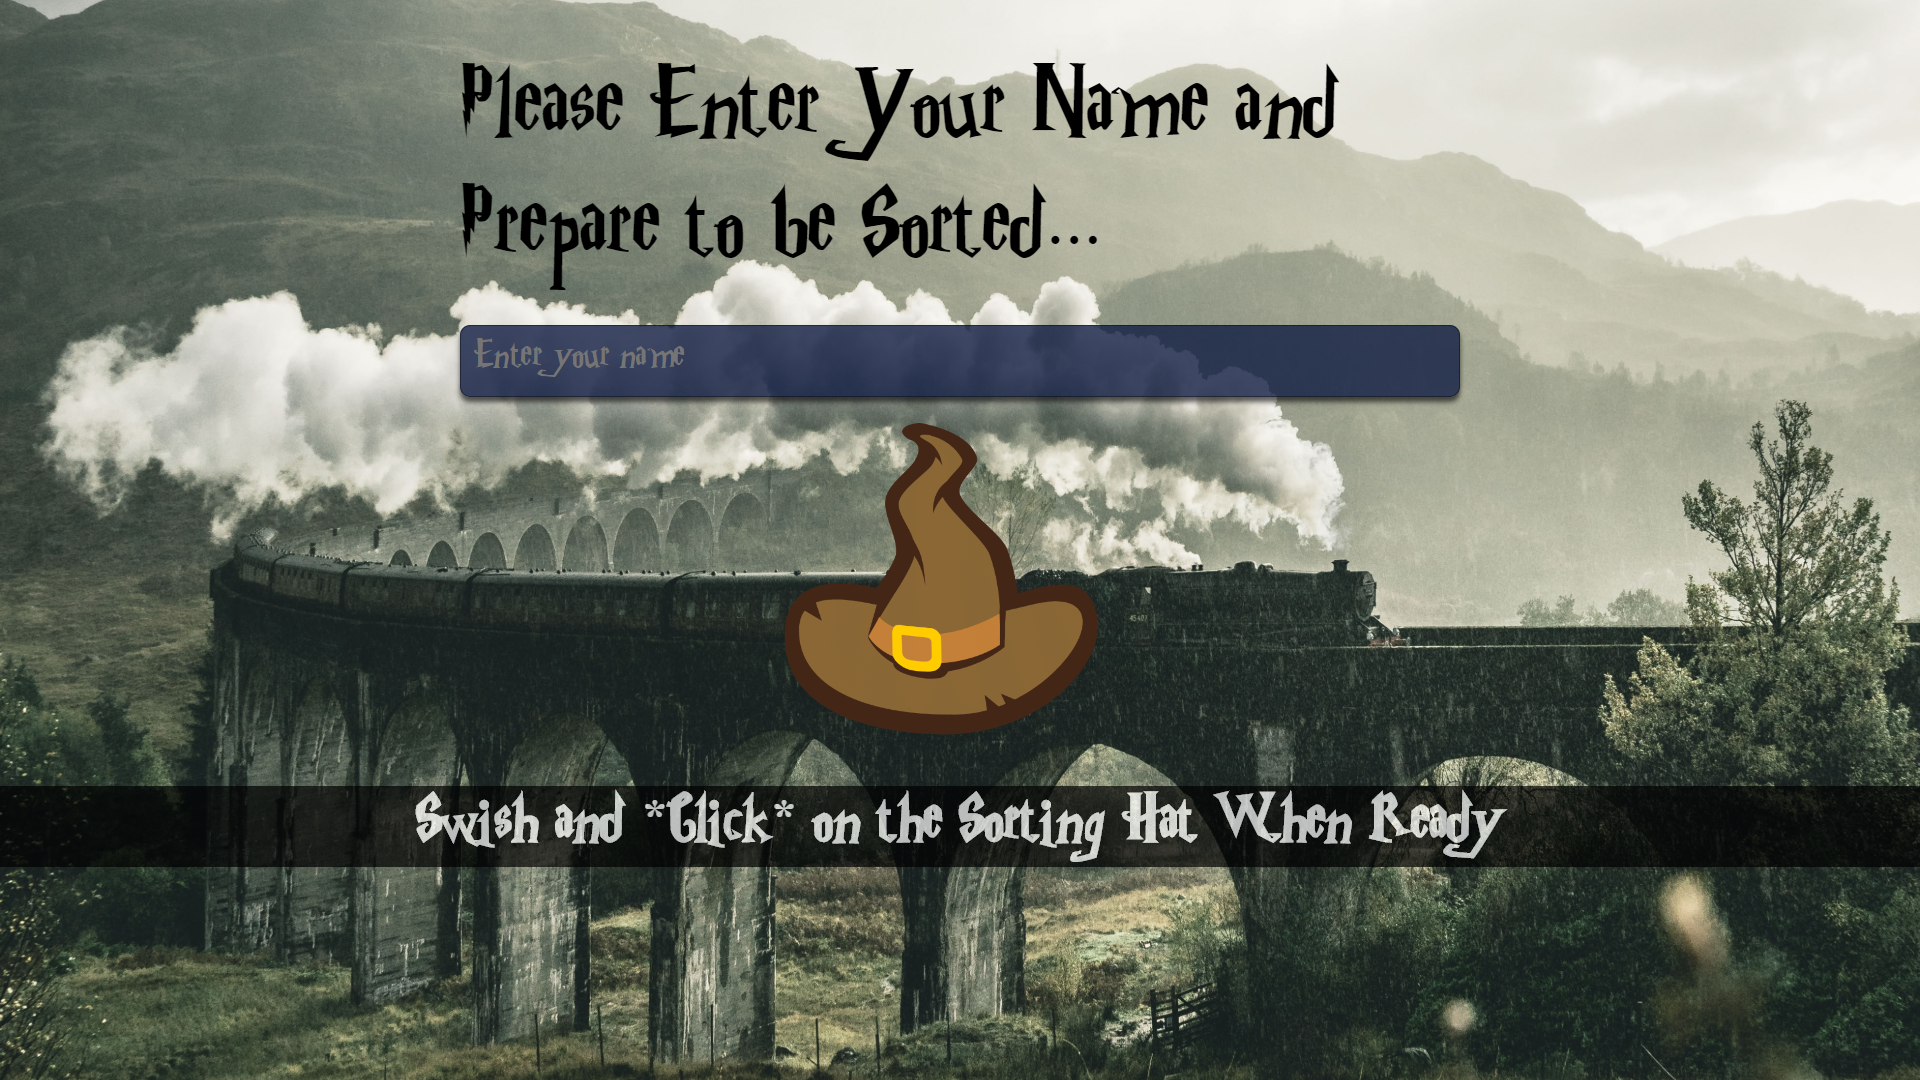 Please Enter Your Name and
Prepare to be Sorted...
Enter your name
45407
Swish and *Click* on the Sorting Hat When Ready